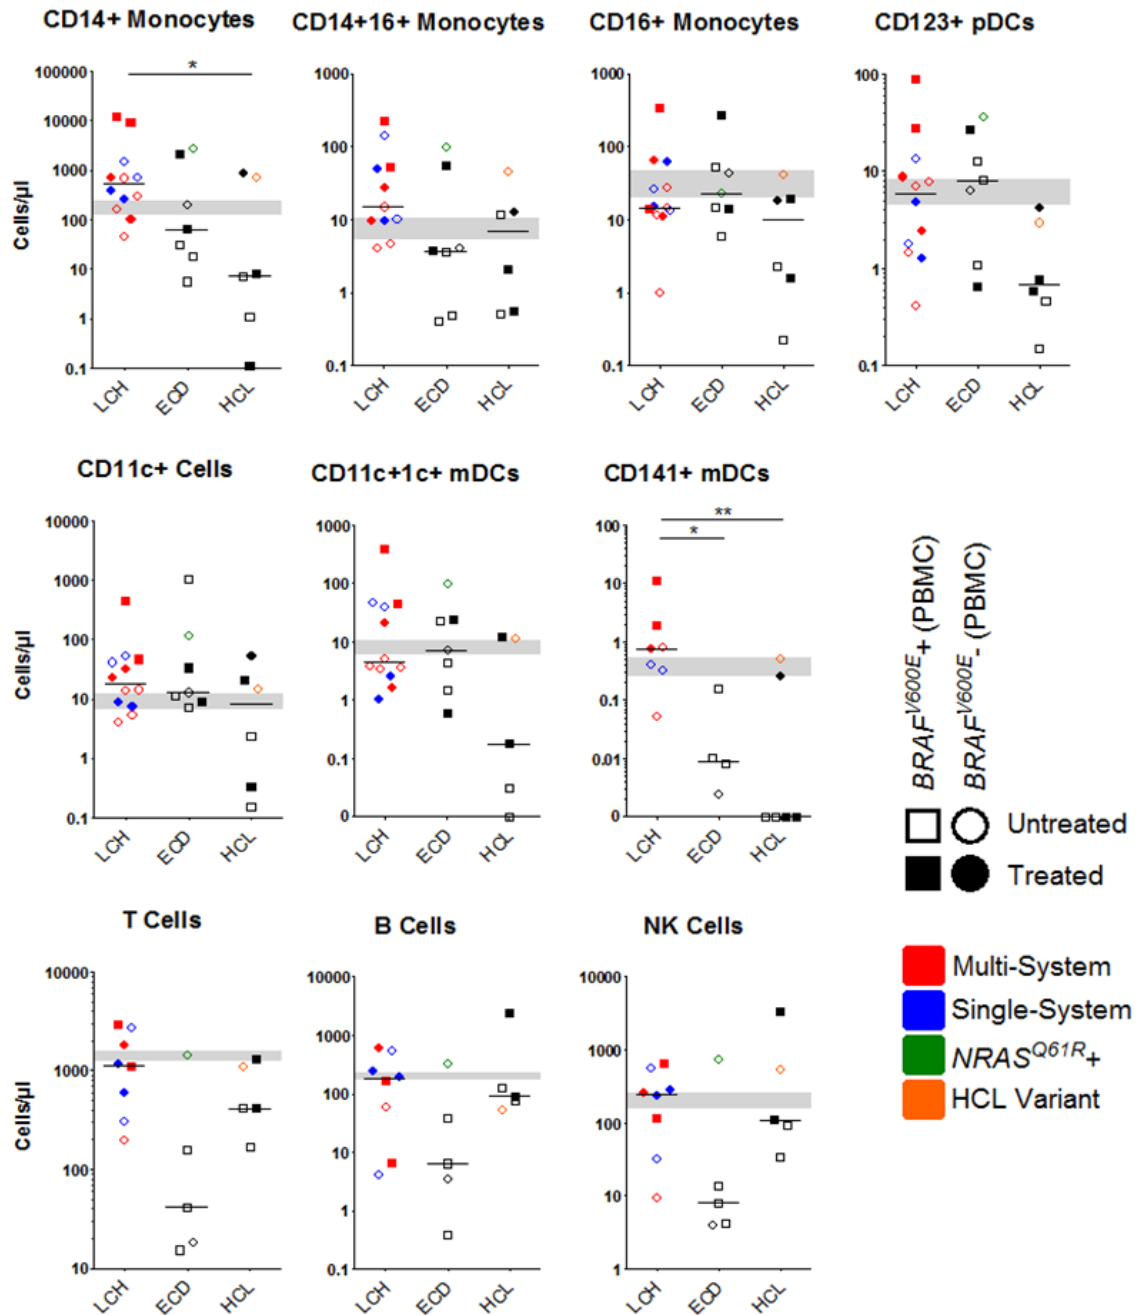 CD14+ Monocytes
CD14+16+ Monocytes
CD16+ Monocytes
CD123+ pDCs
Cells/µl
100000
10000
1000
100
10
1
0.1
*
LCH
ECD
HCL
1000
100
10
1
0.1
LCH
ECD
HCL
1000
100
10
1
0.1
LCH
ECD
HCL
100
10
1
0.1
LCH
ECD
HCL
CD11c+ Cells
CD11c+1c+ mDCs
CD141+ mDCs
Cells/µl
10000
1000
100
10
1
0.1
LCH
ECD
HCL
1000
100
10
1
0.1
0
LCH
ECD
HCL
100
10
1
0.1
0.01
0
**
*
LCH
ECD
HCL
BRAFV600E+ (PBMC)
BRAFV600E- (PBMC)
Untreated
Treated
T Cells
B Cells
NK Cells
Cells/µl
10000
1000
100
10
LCH
ECD
HCL
10000
1000
100
10
1
0.1
LCH
ECD
HCL
10000
1000
100
10
1
LCH
ECD
HCL
Multi-System
Single-System
NRASQ61R+
HCL Variant